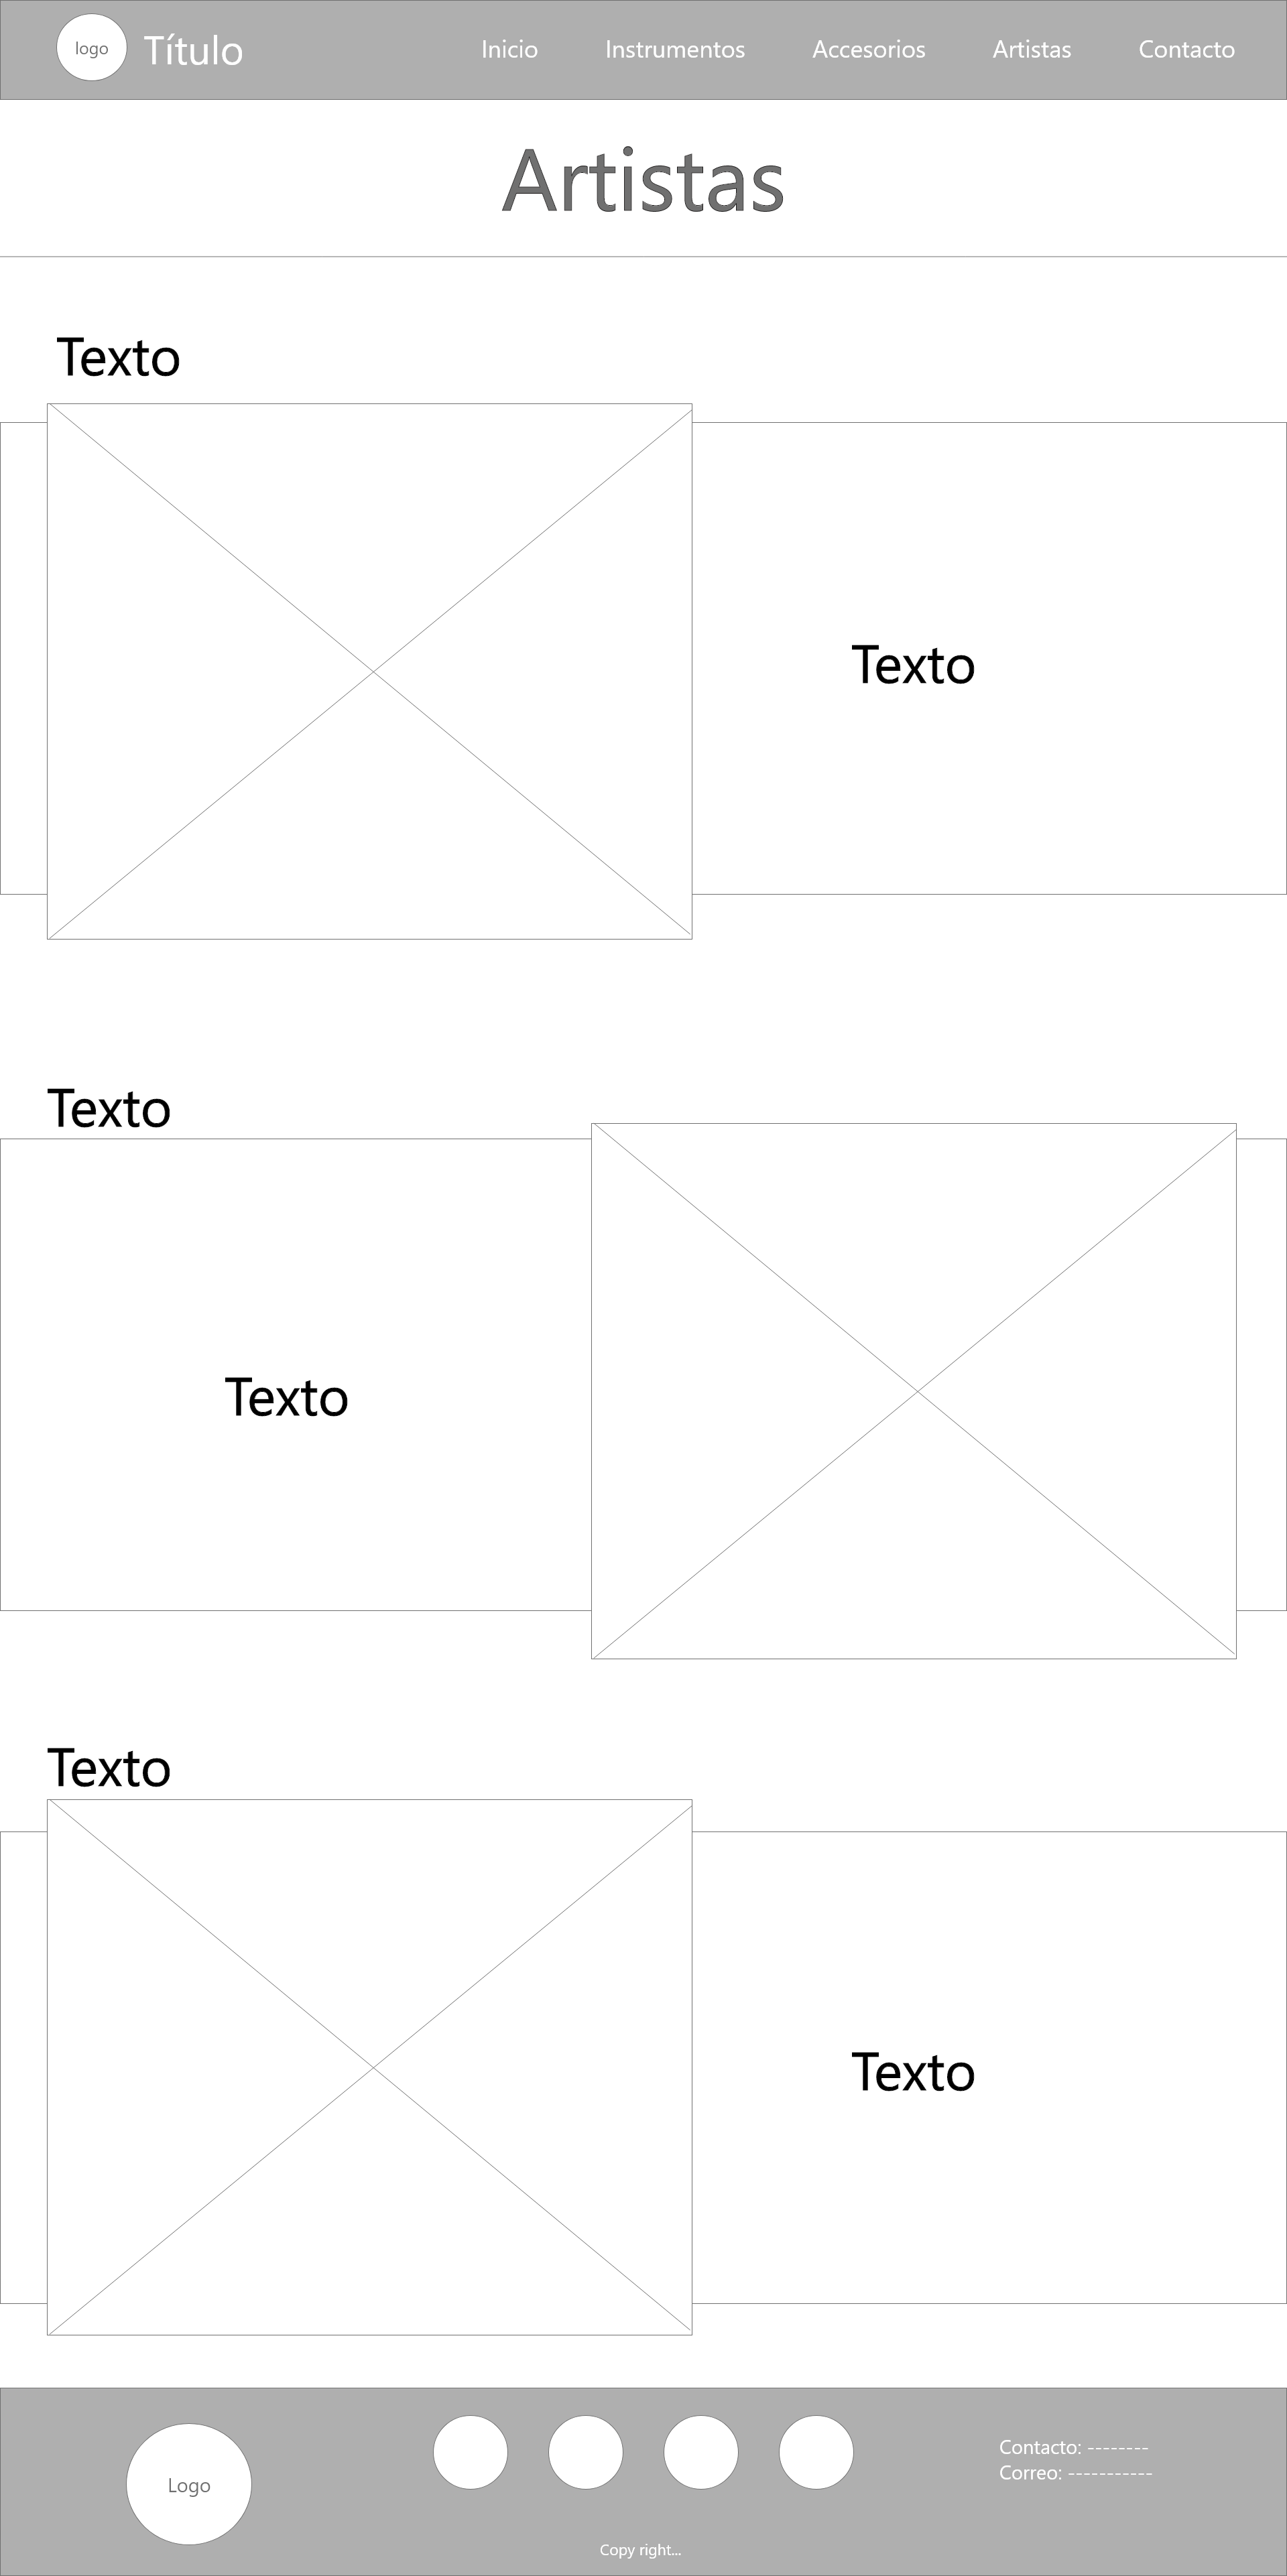 logo
Título
Inicio
Instrumentos
Accesorios
Artistas
Contacto
Artistas
Texto
Texto
Texto
Texto
Texto
Texto
Logo
Contacto: --------
Correo: -----------
Copy right...